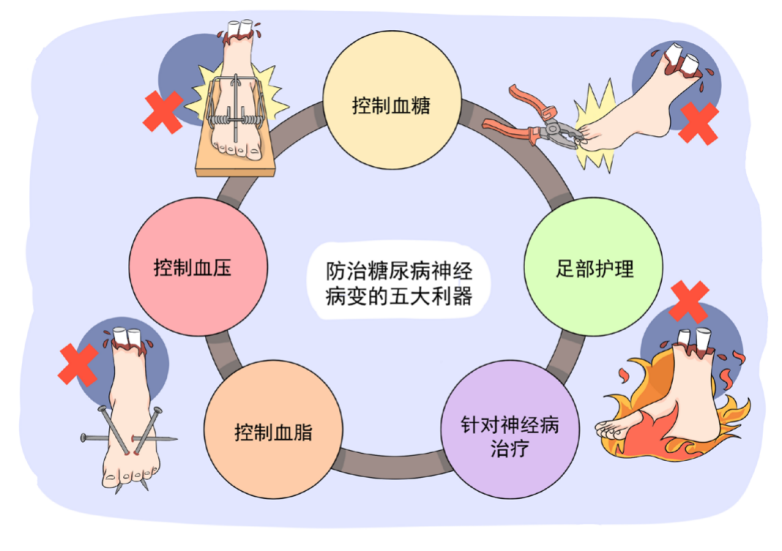 控制血糖
控制血压
足部护理
防治糖尿病神经
病变的五大利器
控制血脂
针对神经病
治疗